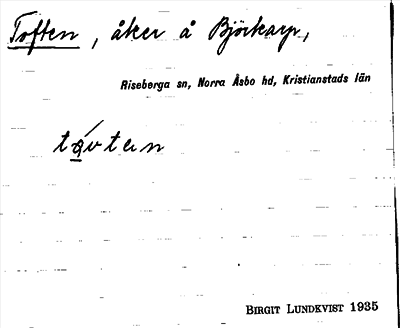 Toften, åker å Björkarp,
Riseberga sn, Norra Åsbo hd, Kristianstads län
BIRGIT LUNDKVIST 1935